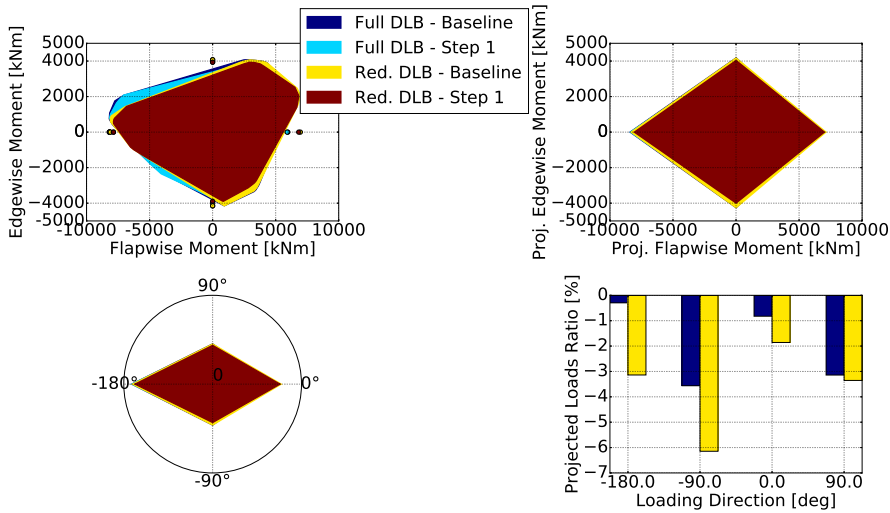 Full DLB - Baseline
Full DLB - Step 1
Red. DLB - Baseline
Red. DLB - Step 1
Edgewise Moment [kNm]
5000
4000
2000
0
−2000
−4000
−5000
−10000 −5000 0 5000 10000
Flapwise Moment [kNm]
Proj. Edgewise Moment [kNm]
5000
4000
2000
0
−2000
−4000
−5000
−10000 −5000 0 5000 10000
Proj. Flapwise Moment [kNm]
90°
-180°
0
0°
-90°
Projected Loads Ratio [%]
0
−1
−2
−3
−4
−5
−6
−7
-180.0 -90.0 0.0 90.0
Loading Direction [deg]